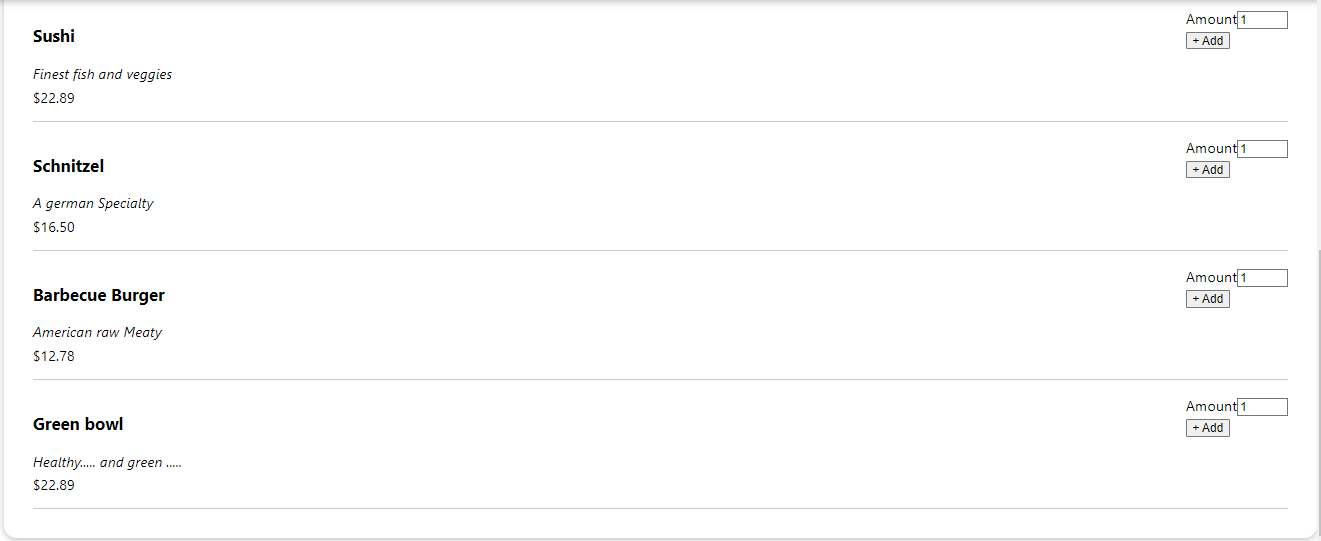 Sushi
Amount 1
+ Add
Finest fish and veggies
$22.89
Schnitzel
Amount 1
+ Add
A german Specialty
$16.50
Barbecue Burger
Amount 1
+ Add
American raw Meaty
$12.78
Green bowl
Amount 1
+ Add
Healthy..... and green .....
$22.89